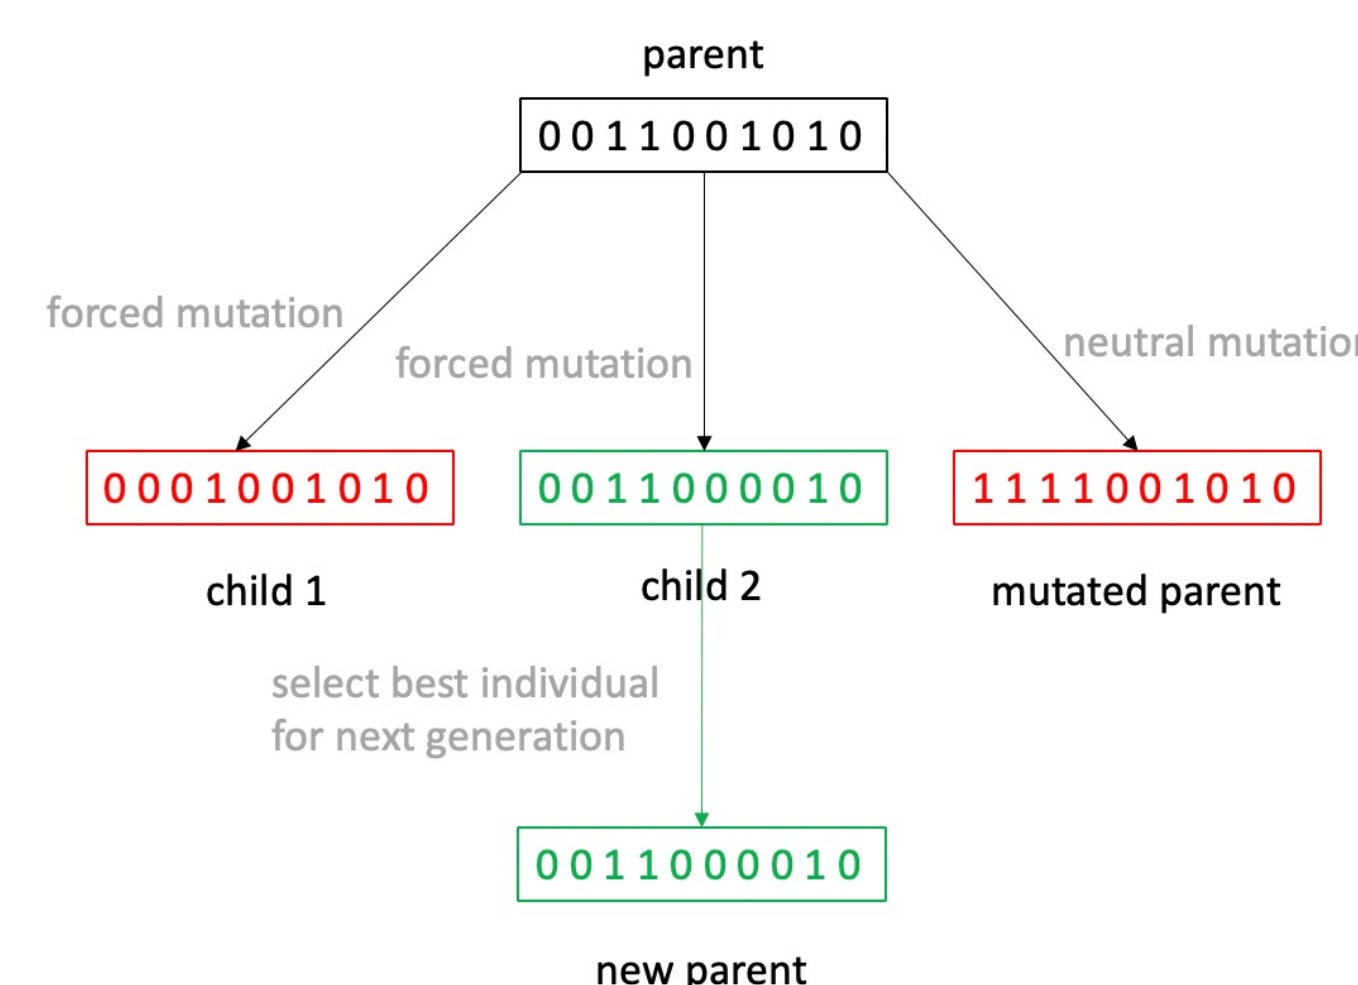 parent
0 0 1 1 0 0 1 0 1 0
forced mutation
forced mutation
neutral mutation
0 0 0 1 0 0 1 0 1 0
0 0 1 1 0 0 0 0 1 0
1 1 1 1 0 0 1 0 1 0
child 1
child 2
mutated parent
select best individual
for next generation
0 0 1 1 0 0 0 0 1 0
new parent